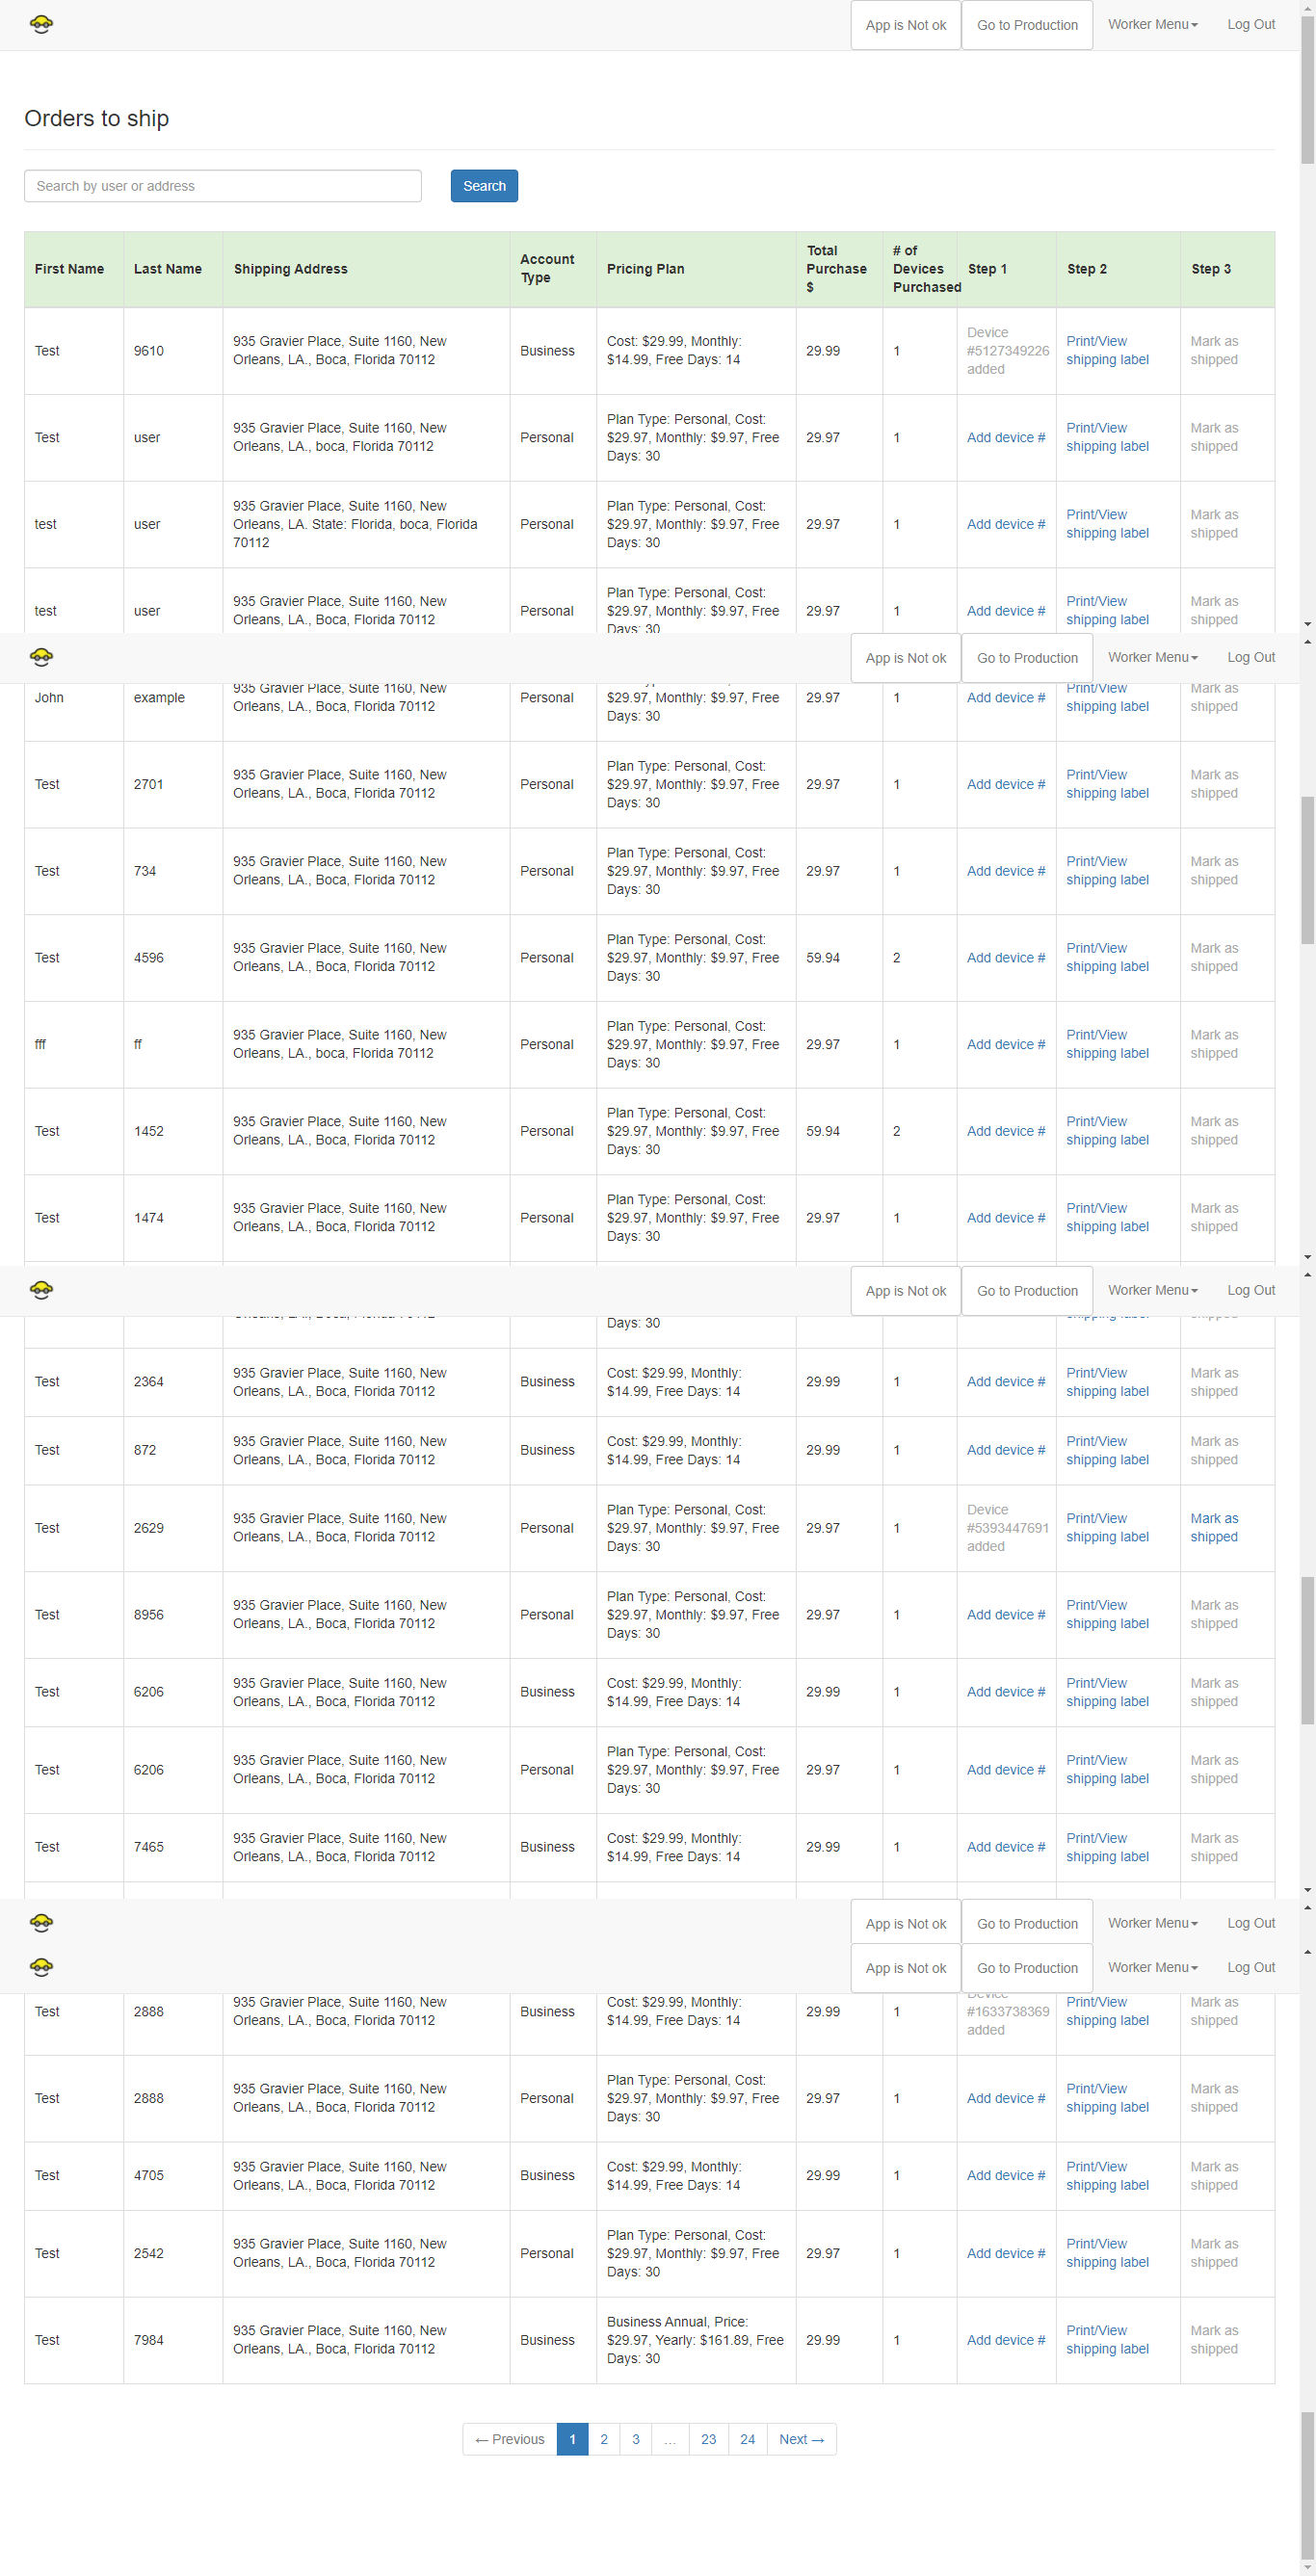 App is Not ok Go to Production Worker Menu Log Out
Orders to ship
Search by user or address Search
First Name Last Name Shipping Address Account Type Pricing Plan Total Purchase $ # of Devices Purchased Step 1 Step 2 Step 3
Test 9610 935 Gravier Place, Suite 1160, New Orleans, LA., Boca, Florida 70112 Business Cost: $29.99, Monthly: $14.99, Free Days: 14 29.99 1 Device #5127349226 added Print/View shipping label Mark as shipped
Test user 935 Gravier Place, Suite 1160, New Orleans, LA., boca, Florida 70112 Personal Plan Type: Personal, Cost: $29.97, Monthly: $9.97, Free Days: 30 29.97 1 Add device # Print/View shipping label Mark as shipped
test user 935 Gravier Place, Suite 1160, New Orleans, LA. State: Florida, boca, Florida 70112 Personal Plan Type: Personal, Cost: $29.97, Monthly: $9.97, Free Days: 30 29.97 1 Add device # Print/View shipping label Mark as shipped
test user 935 Gravier Place, Suite 1160, New Orleans, LA., Boca, Florida 70112 Personal Plan Type: Personal, Cost: $29.97, Monthly: $9.97, Free Days: 30 29.97 1 Add device # Print/View shipping label Mark as shipped
App is Not ok Go to Production Worker Menu Log Out
John example 935 Gravier Place, Suite 1160, New Orleans, LA., Boca, Florida 70112 Personal $29.97, Monthly: $9.97, Free Days: 30 29.97 1 Add device # Print/View shipping label Mark as shipped
Test 2701 935 Gravier Place, Suite 1160, New Orleans, LA., Boca, Florida 70112 Personal Plan Type: Personal, Cost: $29.97, Monthly: $9.97, Free Days: 30 29.97 1 Add device # Print/View shipping label Mark as shipped
Test 734 935 Gravier Place, Suite 1160, New Orleans, LA., Boca, Florida 70112 Personal Plan Type: Personal, Cost: $29.97, Monthly: $9.97, Free Days: 30 29.97 1 Add device # Print/View shipping label Mark as shipped
Test 4596 935 Gravier Place, Suite 1160, New Orleans, LA., Boca, Florida 70112 Personal Plan Type: Personal, Cost: $29.97, Monthly: $9.97, Free Days: 30 59.94 2 Add device # Print/View shipping label Mark as shipped
fff ff 935 Gravier Place, Suite 1160, New Orleans, LA., boca, Florida 70112 Personal Plan Type: Personal, Cost: $29.97, Monthly: $9.97, Free Days: 30 29.97 1 Add device # Print/View shipping label Mark as shipped
Test 1452 935 Gravier Place, Suite 1160, New Orleans, LA., Boca, Florida 70112 Personal Plan Type: Personal, Cost: $29.97, Monthly: $9.97, Free Days: 30 59.94 2 Add device # Print/View shipping label Mark as shipped
Test 1474 935 Gravier Place, Suite 1160, New Orleans, LA., Boca, Florida 70112 Personal Plan Type: Personal, Cost: $29.97, Monthly: $9.97, Free Days: 30 29.97 1 Add device # Print/View shipping label Mark as shipped
App is Not ok Go to Production Worker Menu Log Out
Days: 30
Test 2364 935 Gravier Place, Suite 1160, New Orleans, LA., Boca, Florida 70112 Business Cost: $29.99, Monthly: $14.99, Free Days: 14 29.99 1 Add device # Print/View shipping label Mark as shipped
Test 872 935 Gravier Place, Suite 1160, New Orleans, LA., Boca, Florida 70112 Business Cost: $29.99, Monthly: $14.99, Free Days: 14 29.99 1 Add device # Print/View shipping label Mark as shipped
Test 2629 935 Gravier Place, Suite 1160, New Orleans, LA., Boca, Florida 70112 Personal Plan Type: Personal, Cost: $29.97, Monthly: $9.97, Free Days: 30 29.97 1 Device #5393447691 added Print/View shipping label Mark as shipped
Test 8956 935 Gravier Place, Suite 1160, New Orleans, LA., Boca, Florida 70112 Personal Plan Type: Personal, Cost: $29.97, Monthly: $9.97, Free Days: 30 29.97 1 Add device # Print/View shipping label Mark as shipped
Test 6206 935 Gravier Place, Suite 1160, New Orleans, LA., Boca, Florida 70112 Business Cost: $29.99, Monthly: $14.99, Free Days: 14 29.99 1 Add device # Print/View shipping label Mark as shipped
Test 6206 935 Gravier Place, Suite 1160, New Orleans, LA., Boca, Florida 70112 Personal Plan Type: Personal, Cost: $29.97, Monthly: $9.97, Free Days: 30 29.97 1 Add device # Print/View shipping label Mark as shipped
Test 7465 935 Gravier Place, Suite 1160, New Orleans, LA., Boca, Florida 70112 Business Cost: $29.99, Monthly: $14.99, Free Days: 14 29.99 1 Add device # Print/View shipping label Mark as shipped
App is Not ok Go to Production Worker Menu Log Out
App is Not ok Go to Production Worker Menu Log Out
Test 2888 935 Gravier Place, Suite 1160, New Orleans, LA., Boca, Florida 70112 Business Cost: $29.99, Monthly: $14.99, Free Days: 14 29.99 1 Device #1633738369 added Print/View shipping label Mark as shipped
Test 2888 935 Gravier Place, Suite 1160, New Orleans, LA., Boca, Florida 70112 Personal Plan Type: Personal, Cost: $29.97, Monthly: $9.97, Free Days: 30 29.97 1 Add device # Print/View shipping label Mark as shipped
Test 4705 935 Gravier Place, Suite 1160, New Orleans, LA., Boca, Florida 70112 Business Cost: $29.99, Monthly: $14.99, Free Days: 14 29.99 1 Add device # Print/View shipping label Mark as shipped
Test 2542 935 Gravier Place, Suite 1160, New Orleans, LA., Boca, Florida 70112 Personal Plan Type: Personal, Cost: $29.97, Monthly: $9.97, Free Days: 30 29.97 1 Add device # Print/View shipping label Mark as shipped
Test 7984 935 Gravier Place, Suite 1160, New Orleans, LA., Boca, Florida 70112 Business Business Annual, Price: $29.97, Yearly: $161.89, Free Days: 30 29.99 1 Add device # Print/View shipping label Mark as shipped
← Previous 1 2 3 … 23 24 Next →